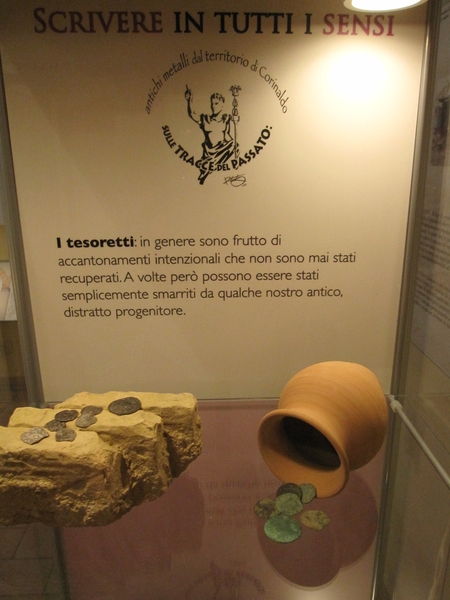 SCRIVERE IN TUTTI I SENSI
antichi metalli dal territorio di Corinaldo
SULLE TRACCE DEL PASSATO:
I tesoretti: in genere sono frutto di
accantonamenti intenzionali che non sono mai stati
recuperati. A volte però possono essere stati
semplicemente smarriti da qualche nostro antico,
distratto progenitore.